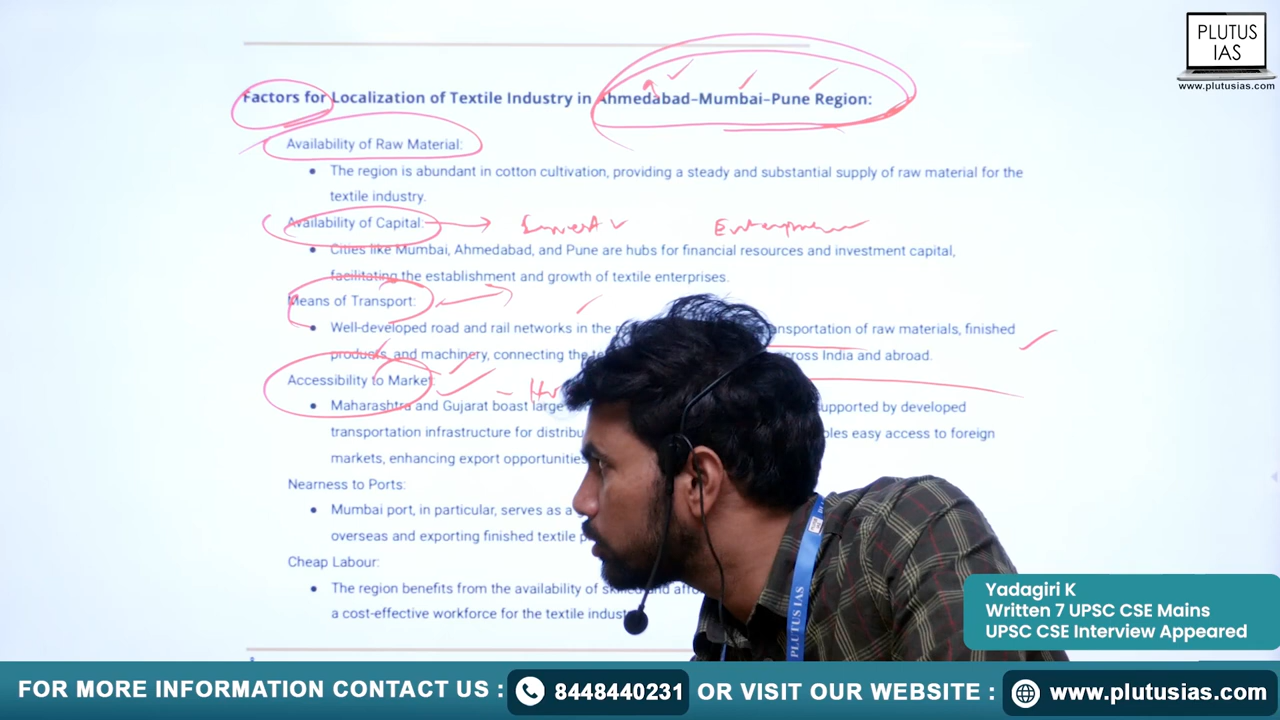 PLUTUS
IAS
www.plutusias.com
Factors for Localization of Textile Industry in Ahmedabad–Mumbai–Pune Region:
Availability of Raw Material:
• The region is abundant in cotton cultivation, providing a steady and substantial supply of raw material for the
textile industry.
Availability of Capital:
Invest
• Cities like Mumbai, Ahmedabad, and Pune are hubs for financial resources and investment capital,
facilitating the establishment and growth of textile enterprises.
Means of Transport:
• Well-developed road and rail networks in the nsportation of raw materials, finished
products, and machinery, connecting the cross India and abroad.
Accessibility to Market:
• Maharashtra and Gujarat boast large supported by developed
transportation infrastructure for easy access to foreign
markets, enhancing export opportunities
Nearness to Ports:
• Mumbai port, in particular, serves as a
overseas and exporting finished textile
Cheap Labour:
• The region benefits from the availability of and
a cost-effective workforce for the textile
PLUTUS IAS
Yadagiri K
Written 7 UPSC CSE Mains
UPSC CSE Interview Appeared
FOR MORE INFORMATION CONTACT US : 8448440231 OR VISIT OUR WEBSITE : www.plutusias.com